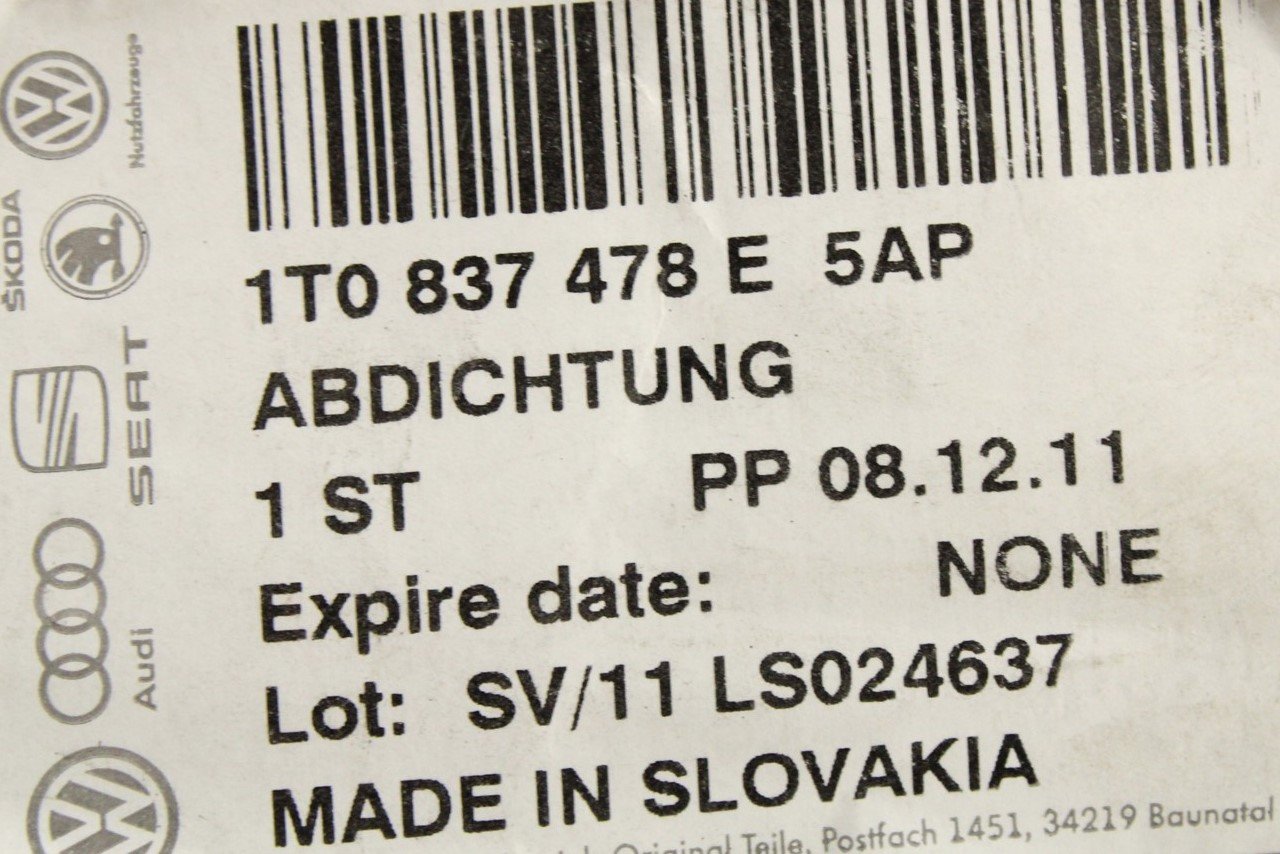 1T0 837 478 E 5AP
ABDICHTUNG
1 ST PP 08.12.11
Expire date: NONE
Lot: SV/11 LS024637
MADE IN SLOVAKIA
Original Teile, Postfach 1451, 34219 Baunatal
Nutzfahrzeuge
ŠKODA
SEAT
Audi